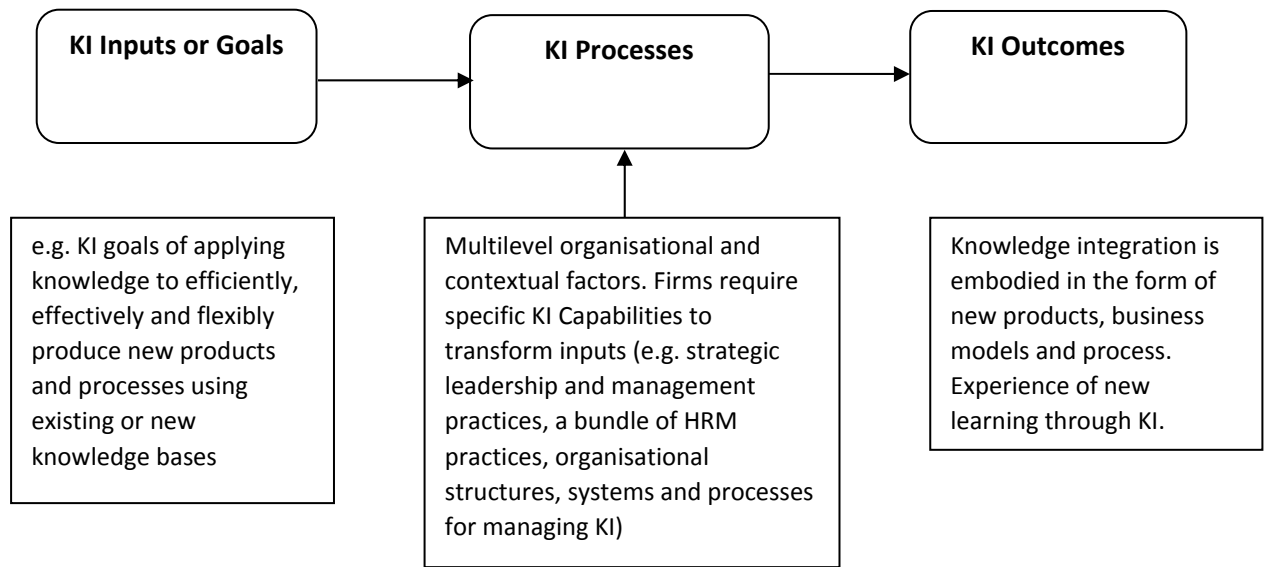 KI Inputs or Goals
KI Processes
KI Outcomes
e.g. KI goals of applying
knowledge to efficiently,
effectively and flexibly
produce new products
and processes using
existing or new
knowledge bases
Multilevel organisational and
contextual factors. Firms require
specific KI Capabilities to
transform inputs (e.g. strategic
leadership and management
practices, a bundle of HRM
practices, organisational
structures, systems and processes
for managing KI)
Knowledge integration is
embodied in the form of
new products, business
models and process.
Experience of new
learning through KI.